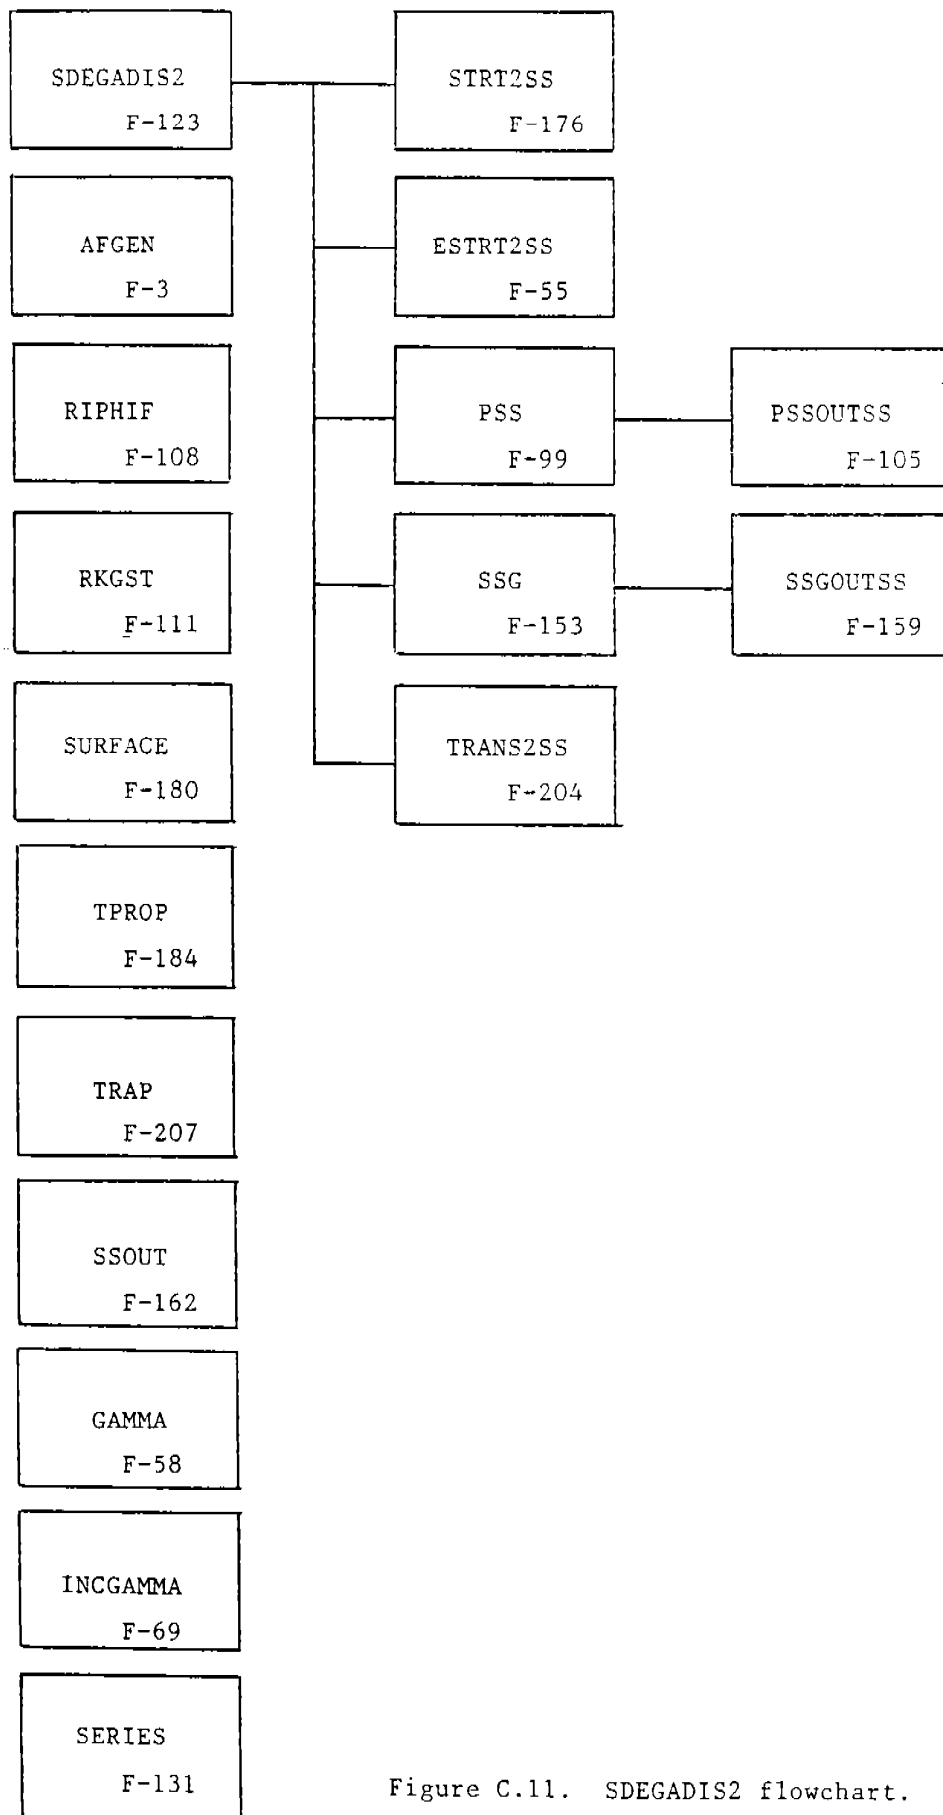 SDEGADIS2
F-123
STRT2SS
F-176
AFGEN
F-3
ESTRT2SS
F-55
RIPHIF
F-108
PSS
F-99
PSSOUTSS
F-105
RKGST
F-111
SSG
F-153
SSGOUTSS
F-159
SURFACE
F-180
TRANS2SS
F-204
TPROP
F-184
TRAP
F-207
SSOUT
F-162
GAMMA
F-58
INCGAMMA
F-69
SERIES
F-131
Figure C.11. SDEGADIS2 flowchart.